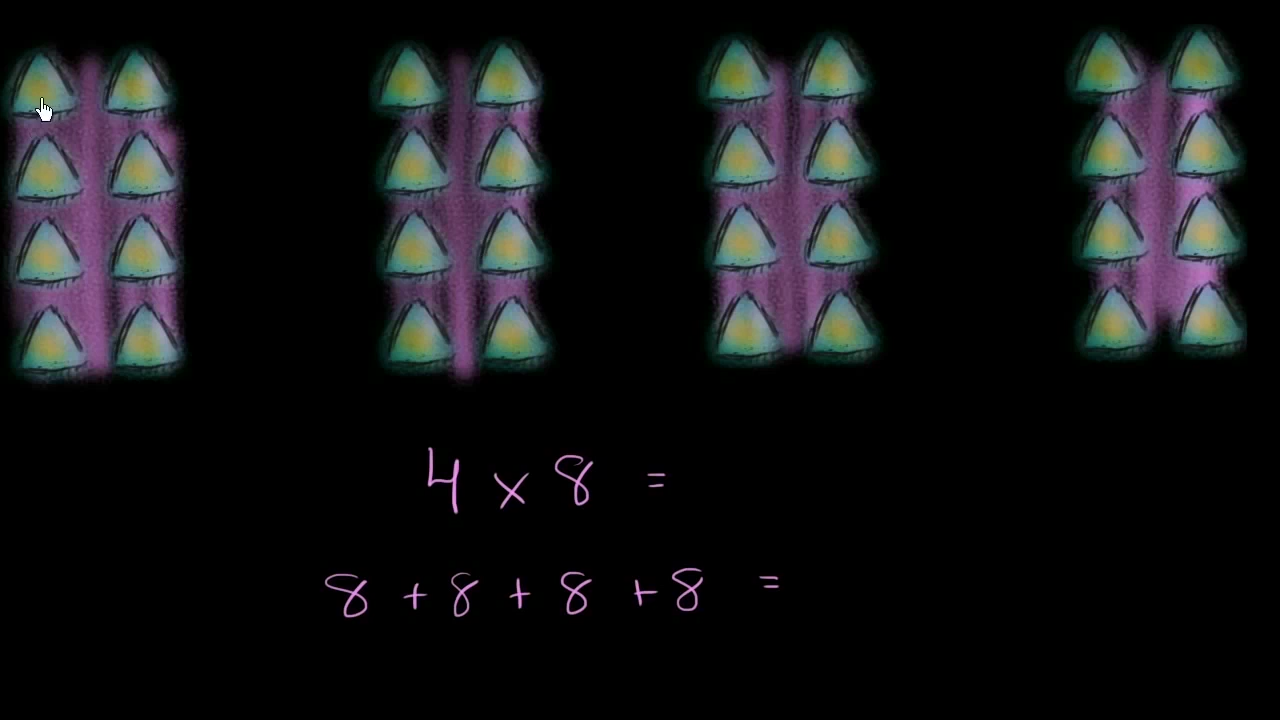 4 x 8 =
8 + 8 + 8 + 8 =